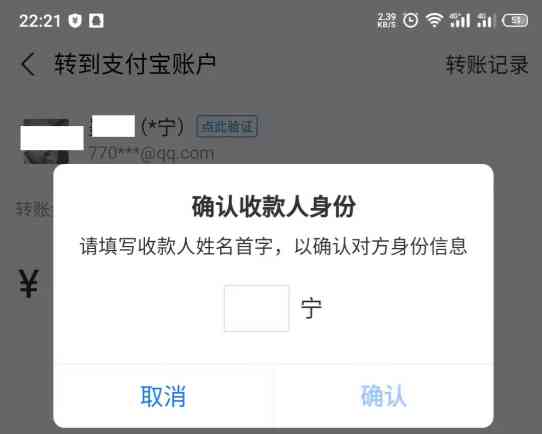 22:21 2.39 KB/S 4G 4G 53
转到支付宝账户 转账记录
(*宁) 点此验证
770***@qq.com
转账
¥
确认收款人身份
请填写收款人姓名首字，以确认对方身份信息
宁
取消 确认